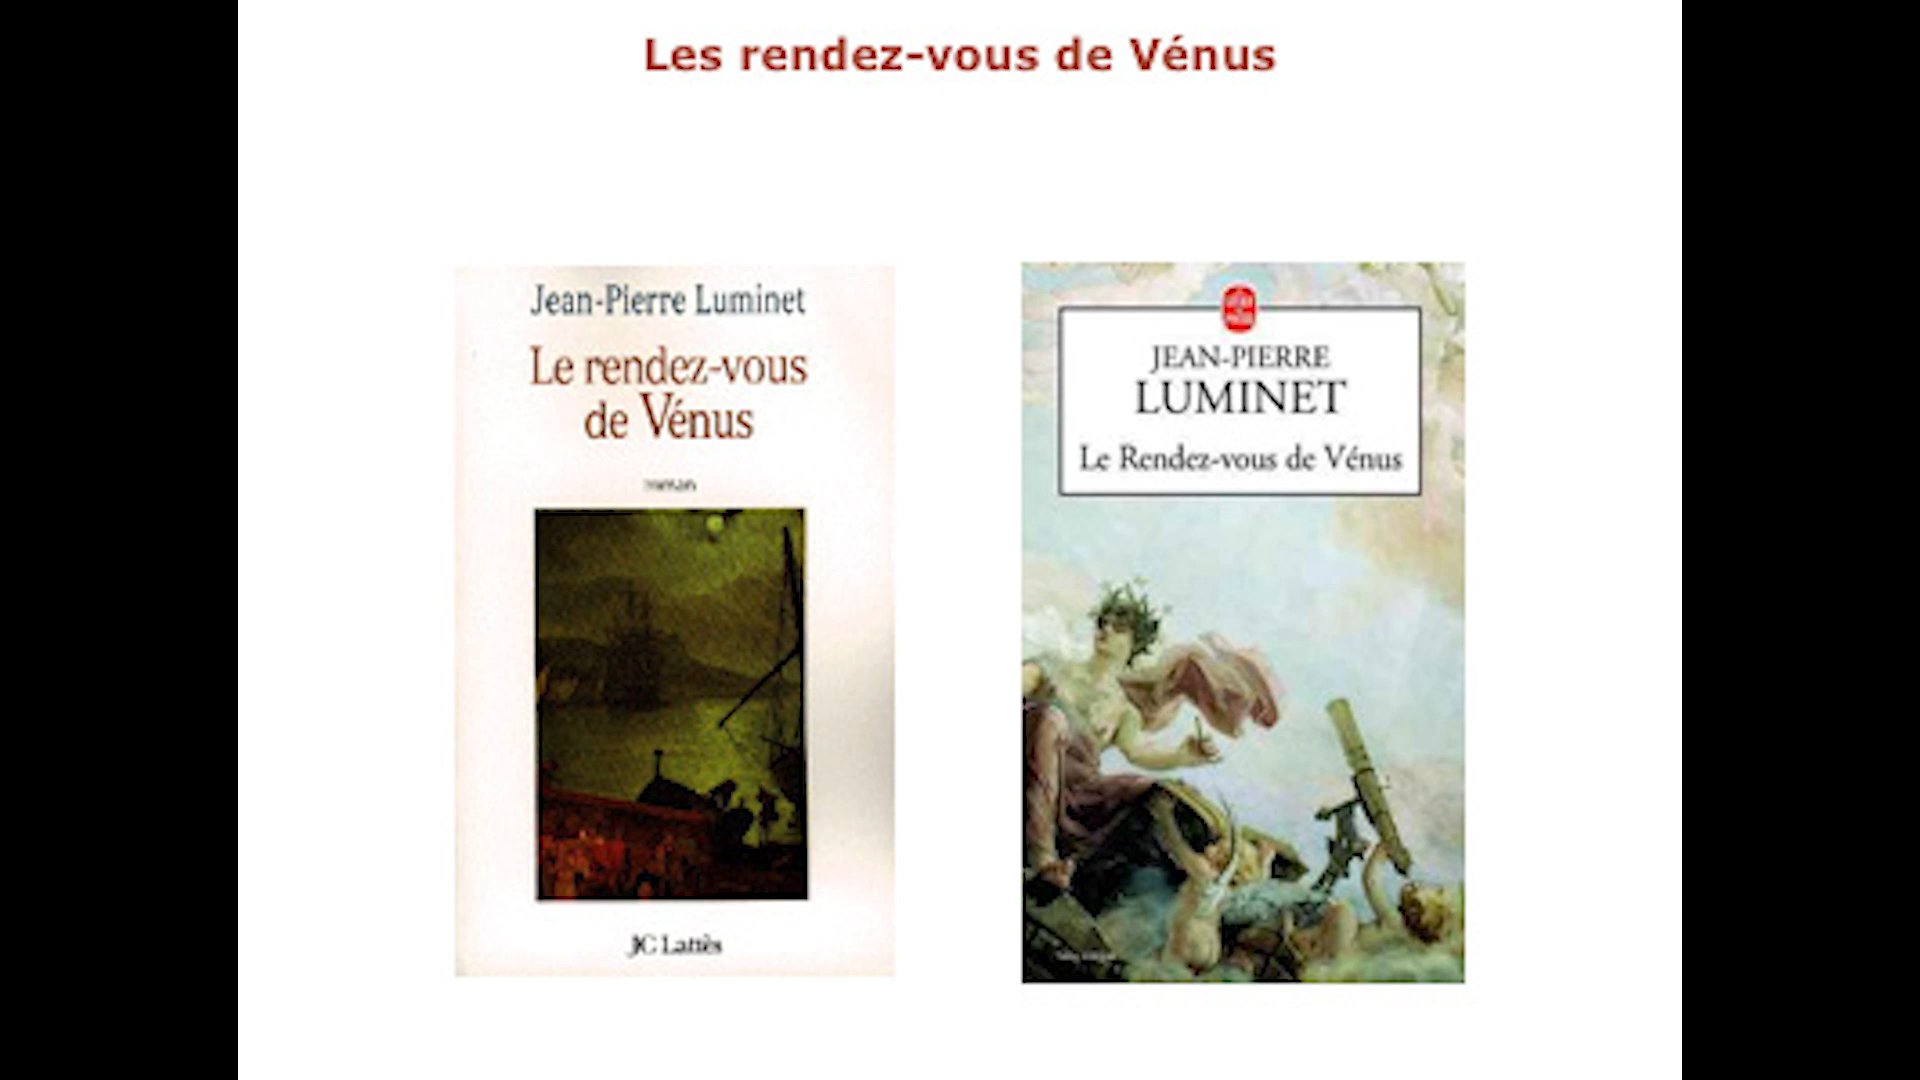 Les rendez-vous de Vénus
Jean-Pierre Luminet
Le rendez-vous
de Vénus
roman
JC Lattès
JEAN-PIERRE
LUMINET
Le Rendez-vous de Vénus